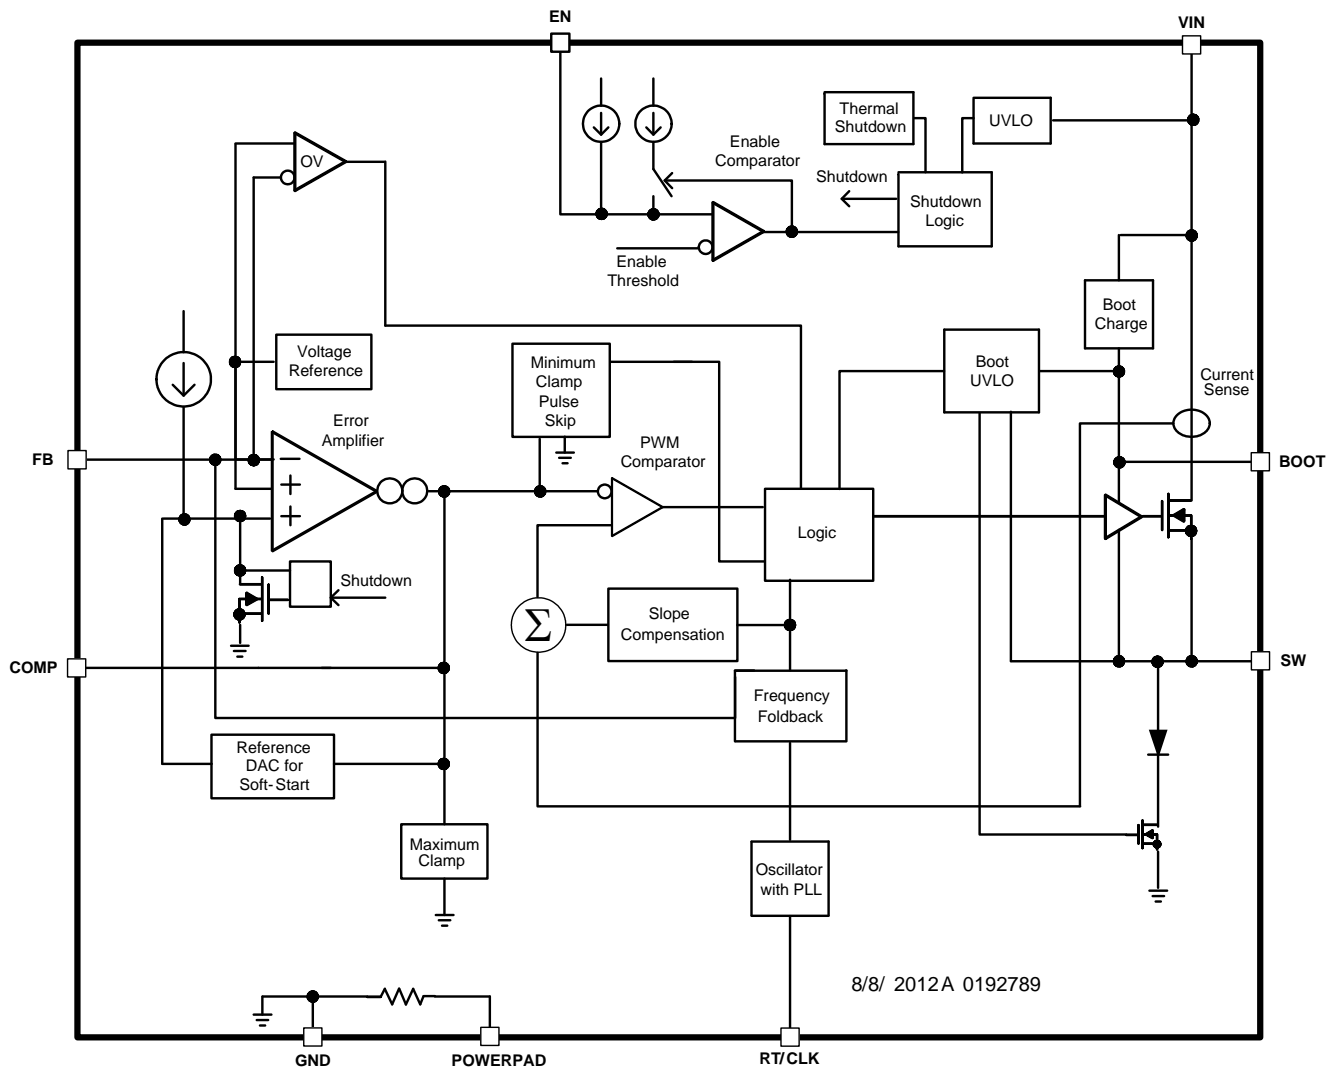 EN
VIN
Thermal
Shutdown
UVLO
OV
Enable
Comparator
Shutdown
Shutdown
Logic
Enable
Threshold
Boot
Charge
Voltage
Reference
Minimum
Clamp
Pulse
Skip
Boot
UVLO
Current
Sense
Error
Amplifier
PWM
Comparator
FB
−
+
+
BOOT
Logic
Shutdown
Σ
Slope
Compensation
COMP
SW
Frequency
Foldback
Reference
DAC for
Soft-Start
Maximum
Clamp
Oscillator
with PLL
8/8/ 2012A 0192789
GND
POWERPAD
RT/CLK